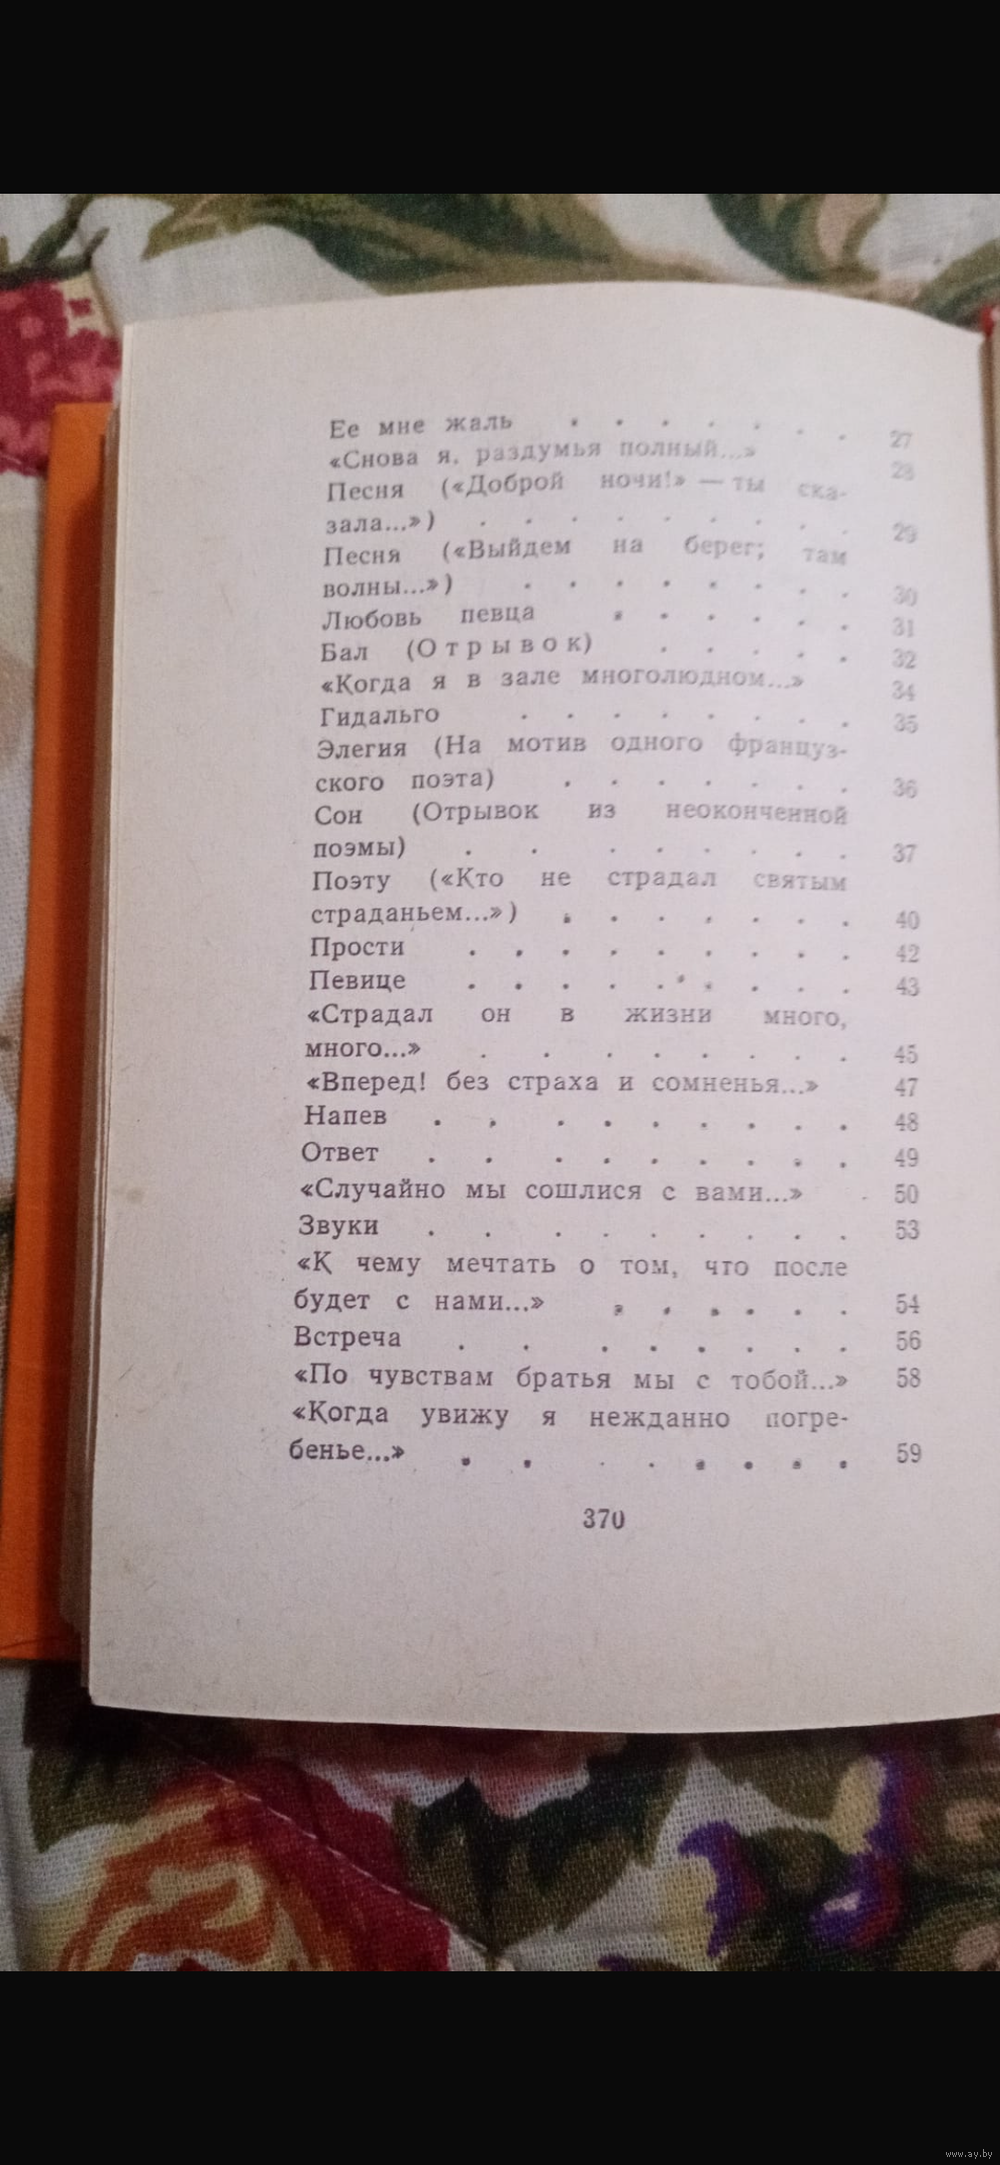 Ее мне жаль . . . . . . . 27
«Снова я, раздумья полный...» 28
Песня («Доброй ночи!» — ты ска-
зала...») . . . . . . . . . 29
Песня («Выйдем на берег; там
волны...») . . . . . . . . 30
Любовь певца . . . . . . 31
Бал (Отрывок) . . . . . 32
«Когда я в зале многолюдном...» 34
Гидальго . . . . . . . . 35
Элегия (На мотив одного француз-
ского поэта) . . . . . . . 36
Сон (Отрывок из неоконченной
поэмы) . . . . . . . . 37
Поэту («Кто не страдал святым
страданьем...») . . . . . . . 40
Прости . . . . . . . . . 42
Певице . . . . . . . . . 43
«Страдал он в жизни много,
много...» . . . . . . . . 45
«Вперед! без страха и сомненья...» 47
Напев . . . . . . . . . 48
Ответ . . . . . . . . . 49
«Случайно мы сошлися с вами...» . 50
Звуки . . . . . . . . . 53
«К чему мечтать о том, что после
будет с нами...» . . . . . . 54
Встреча . . . . . . . . 56
«По чувствам братья мы с тобой...» 58
«Когда увижу я нежданно погре-
бенье...» . . . . . . . . 59
370
www.ay.by